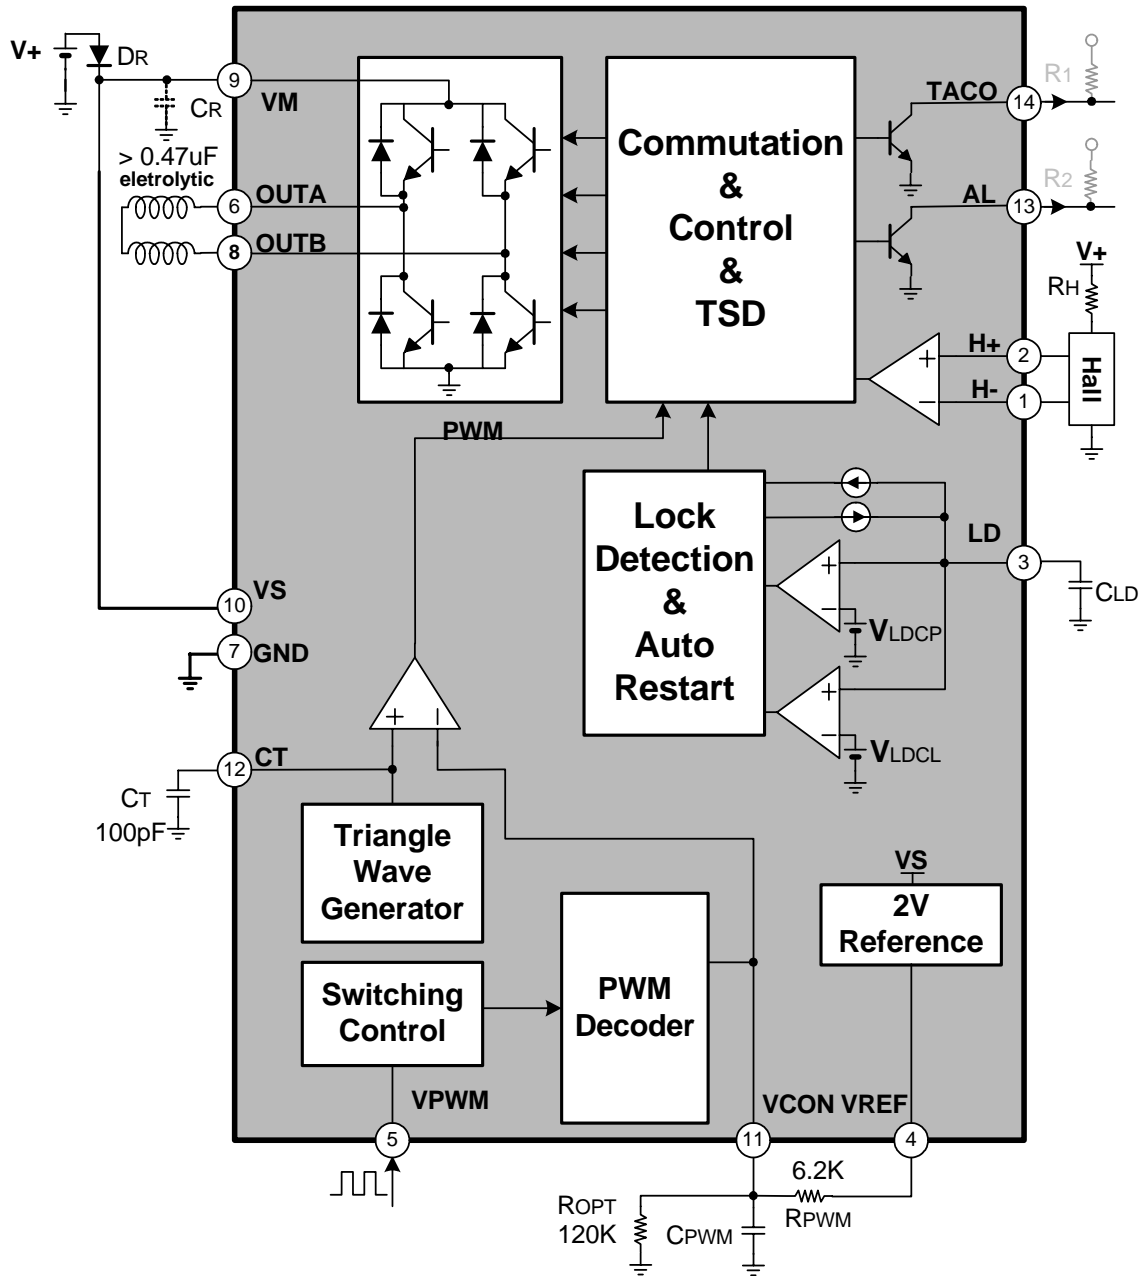 V+
DR
9
VM
CR
> 0.47uF
eletrolytic
6
OUTA
8
OUTB
Commutation
&
Control
&
TSD
TACO
14
R1
AL
13
R2
V+
RH
H+
2
H-
1
Hall
PWM
Lock
Detection
&
Auto
Restart
LD
3
CLD
VLDCP
VLDCL
VS
10
7
GND
CT
12
CT
100pF
Triangle
Wave
Generator
VS
2V
Reference
Switching
Control
PWM
Decoder
VPWM
VCON VREF
5
11
4
6.2K
RPWM
ROPT
120K
CPWM